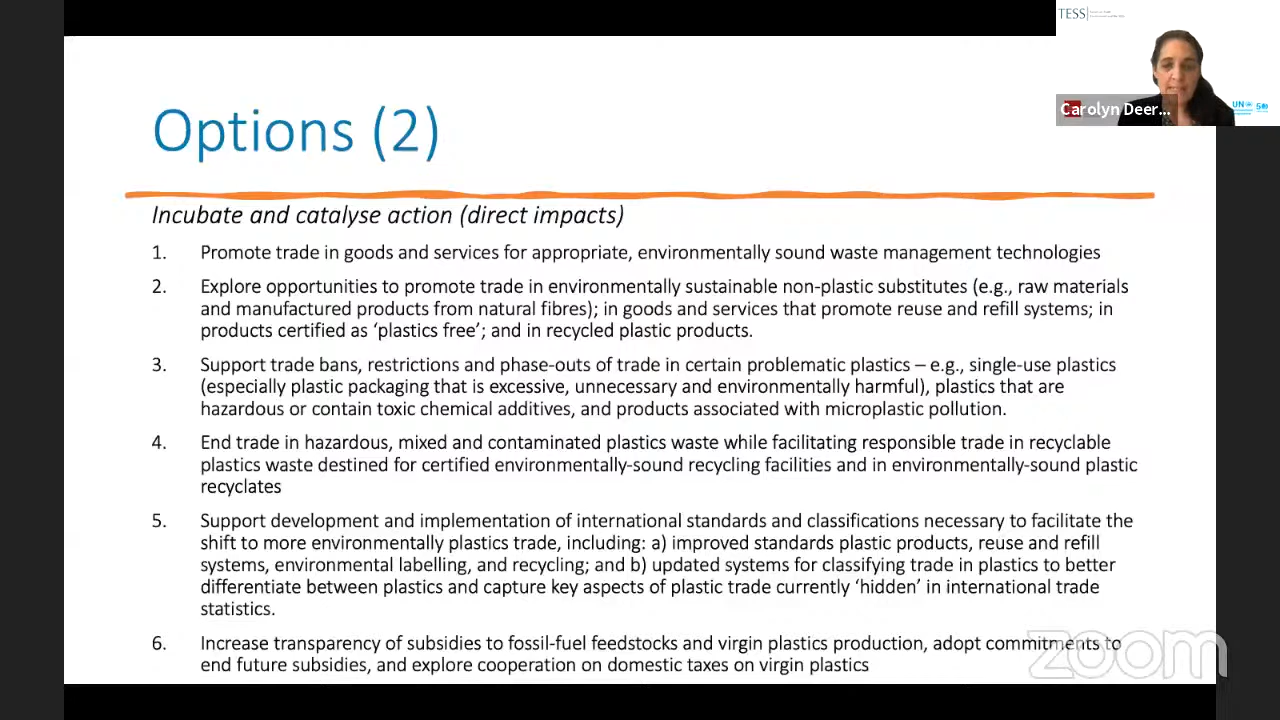 TESS
Carolyn Deer...
UN
Options (2)
Incubate and catalyse action (direct impacts)
1. Promote trade in goods and services for appropriate, environmentally sound waste management technologies
2. Explore opportunities to promote trade in environmentally sustainable non-plastic substitutes (e.g., raw materials
and manufactured products from natural fibres); in goods and services that promote reuse and refill systems; in
products certified as ‘plastics free’; and in recycled plastic products.
3. Support trade bans, restrictions and phase-outs of trade in certain problematic plastics – e.g., single-use plastics
(especially plastic packaging that is excessive, unnecessary and environmentally harmful), plastics that are
hazardous or contain toxic chemical additives, and products associated with microplastic pollution.
4. End trade in hazardous, mixed and contaminated plastics waste while facilitating responsible trade in recyclable
plastics waste destined for certified environmentally-sound recycling facilities and in environmentally-sound plastic
recyclates
5. Support development and implementation of international standards and classifications necessary to facilitate the
shift to more environmentally plastics trade, including: a) improved standards plastic products, reuse and refill
systems, environmental labelling, and recycling; and b) updated systems for classifying trade in plastics to better
differentiate between plastics and capture key aspects of plastic trade currently ‘hidden’ in international trade
statistics.
6. Increase transparency of subsidies to fossil-fuel feedstocks and virgin plastics production, adopt commitments to
end future subsidies, and explore cooperation on domestic taxes on virgin plastics
zoom